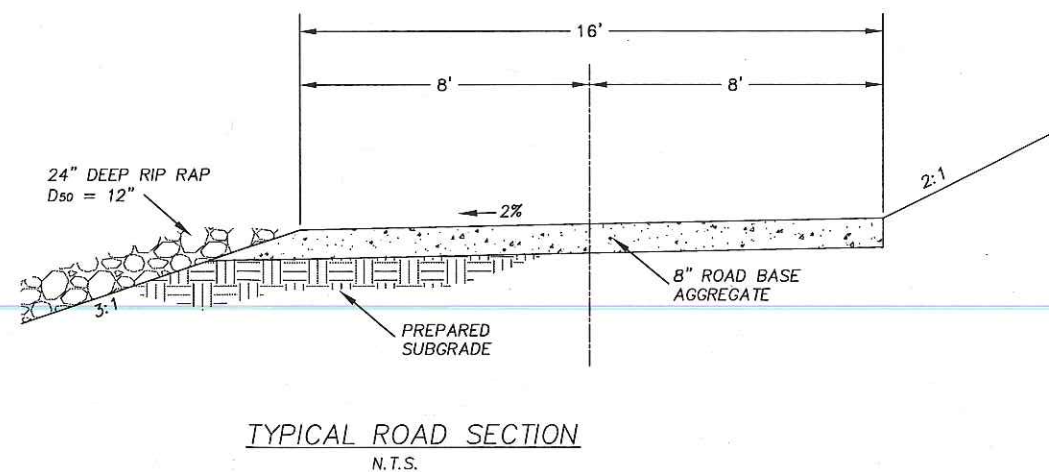 16'
8'
8'
24" DEEP RIP RAP
D50 = 12"
2:1
2%
8" ROAD BASE
AGGREGATE
3:1
PREPARED
SUBGRADE
TYPICAL ROAD SECTION
N.T.S.